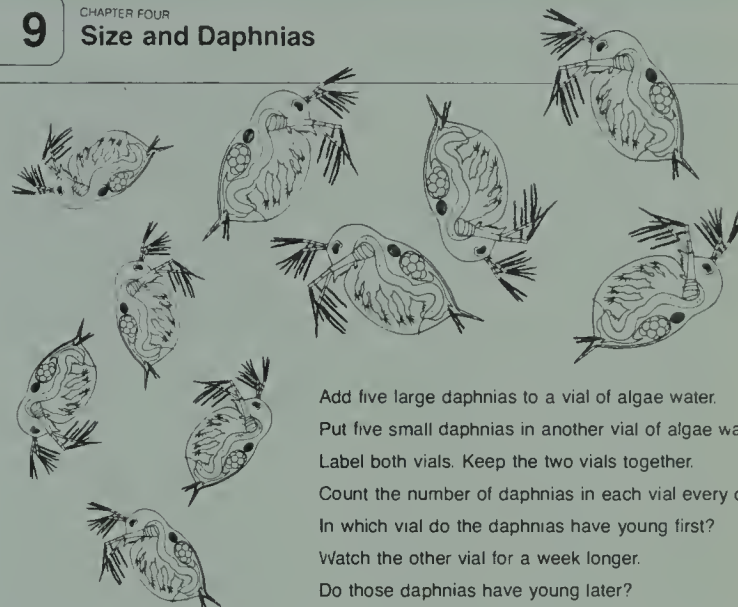 9
CHAPTER FOUR
Size and Daphnias
Add five large daphnias to a vial of algae water.
Put five small daphnias in another vial of algae
Label both vials. Keep the two vials together.
Count the number of daphnias in each vial every
In which vial do the daphnias have young first?
Watch the other vial for a week longer.
Do those daphnias have young later?